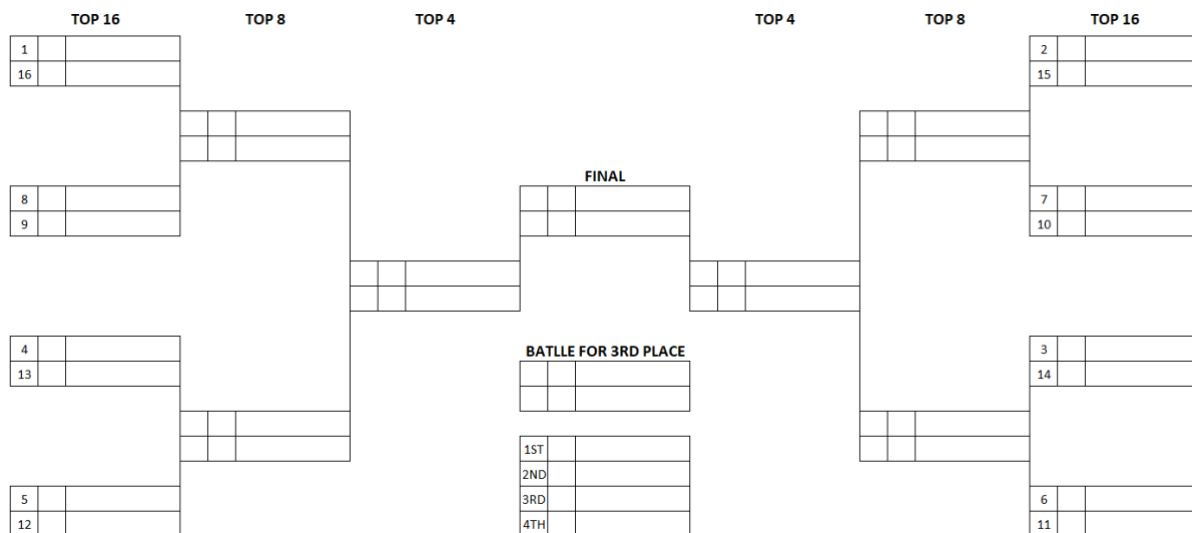 TOP 16 TOP 8 TOP 4 TOP 4 TOP 8 TOP 16
1 2
16 15
FINAL
8 7
9 10
4 BATLLE FOR 3RD PLACE 3
13 14
1ST
2ND
5 3RD 6
12 4TH 11